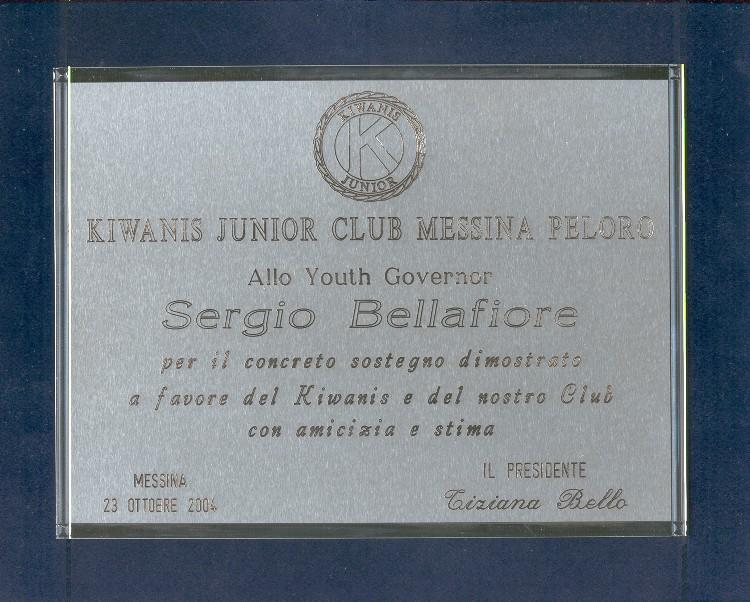 KIWANIS
K
JUNIOR
KIWANIS JUNIOR CLUB MESSINA PELORO
Allo Youth Governor
Sergio Bellafiore
per il concreto sostegno dimostrato
a favore del Kiwanis e del nostro Club
con amicizia e stima
IL PRESIDENTE
Tiziana Bello
MESSINA
23 OTTOBRE 2004